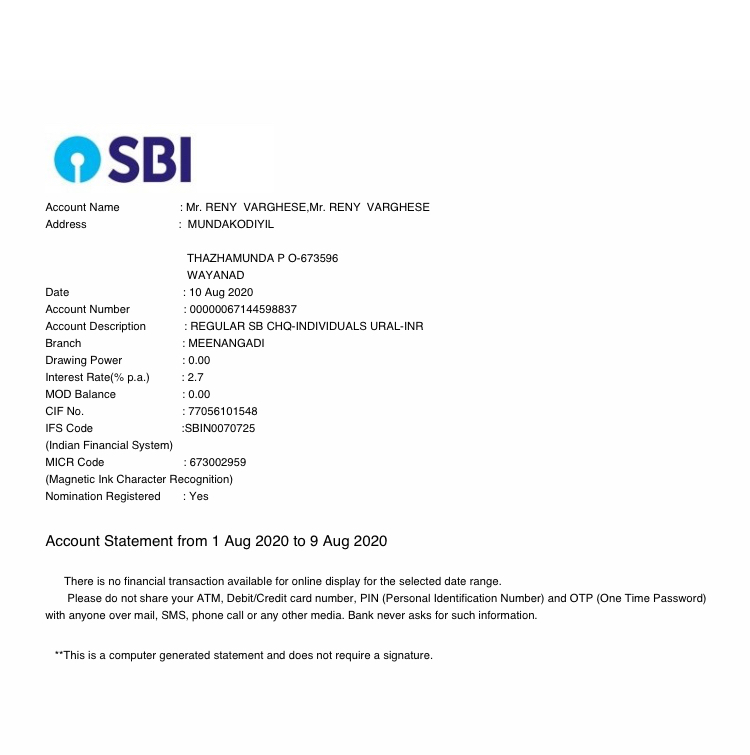 SBI
Account Name : Mr. RENY VARGHESE,Mr. RENY VARGHESE
Address : MUNDAKODIYIL
THAZHAMUNDA P O-673596
WAYANAD
Date : 10 Aug 2020
Account Number : 00000067144598837
Account Description : REGULAR SB CHQ-INDIVIDUALS URAL-INR
Branch : MEENANGADI
Drawing Power : 0.00
Interest Rate(% p.a.) : 2.7
MOD Balance : 0.00
CIF No. : 77056101548
IFS Code :SBIN0070725
(Indian Financial System)
MICR Code : 673002959
(Magnetic Ink Character Recognition)
Nomination Registered : Yes
Account Statement from 1 Aug 2020 to 9 Aug 2020
There is no financial transaction available for online display for the selected date range.
Please do not share your ATM, Debit/Credit card number, PIN (Personal Identification Number) and OTP (One Time Password)
with anyone over mail, SMS, phone call or any other media. Bank never asks for such information.
**This is a computer generated statement and does not require a signature.